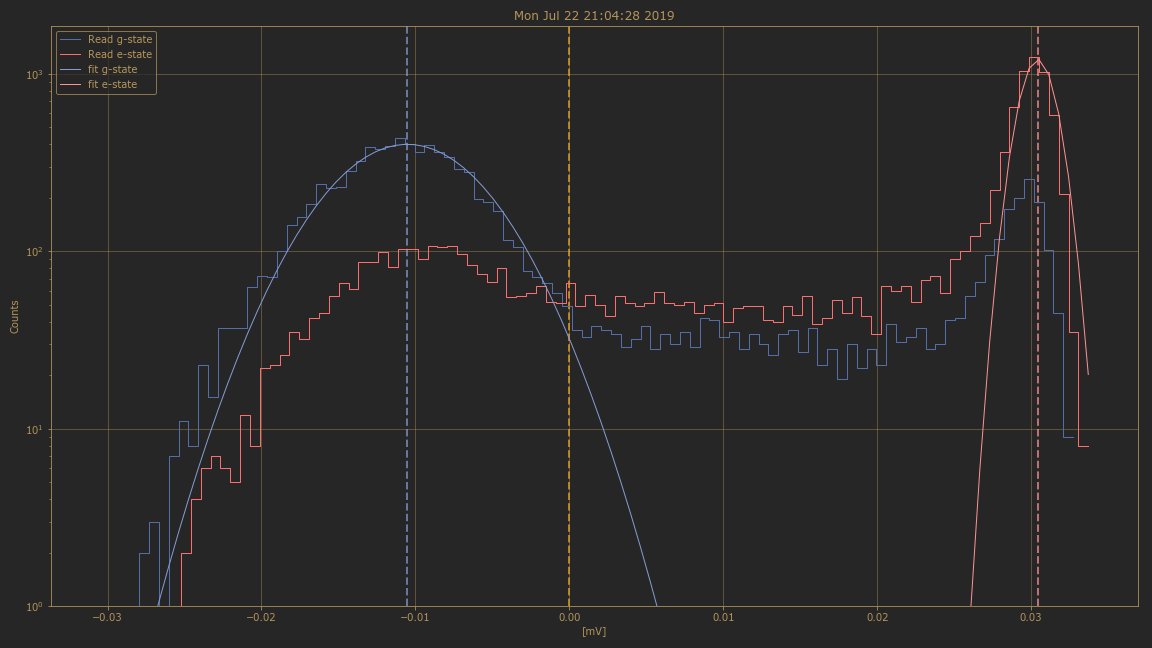 Mon Jul 22 21:04:28 2019
Read g-state
Read e-state
fit g-state
fit e-state
10³
10²
10¹
10⁰
Counts
−0.03 −0.02 −0.01 0.00 0.01 0.02 0.03
[mV]